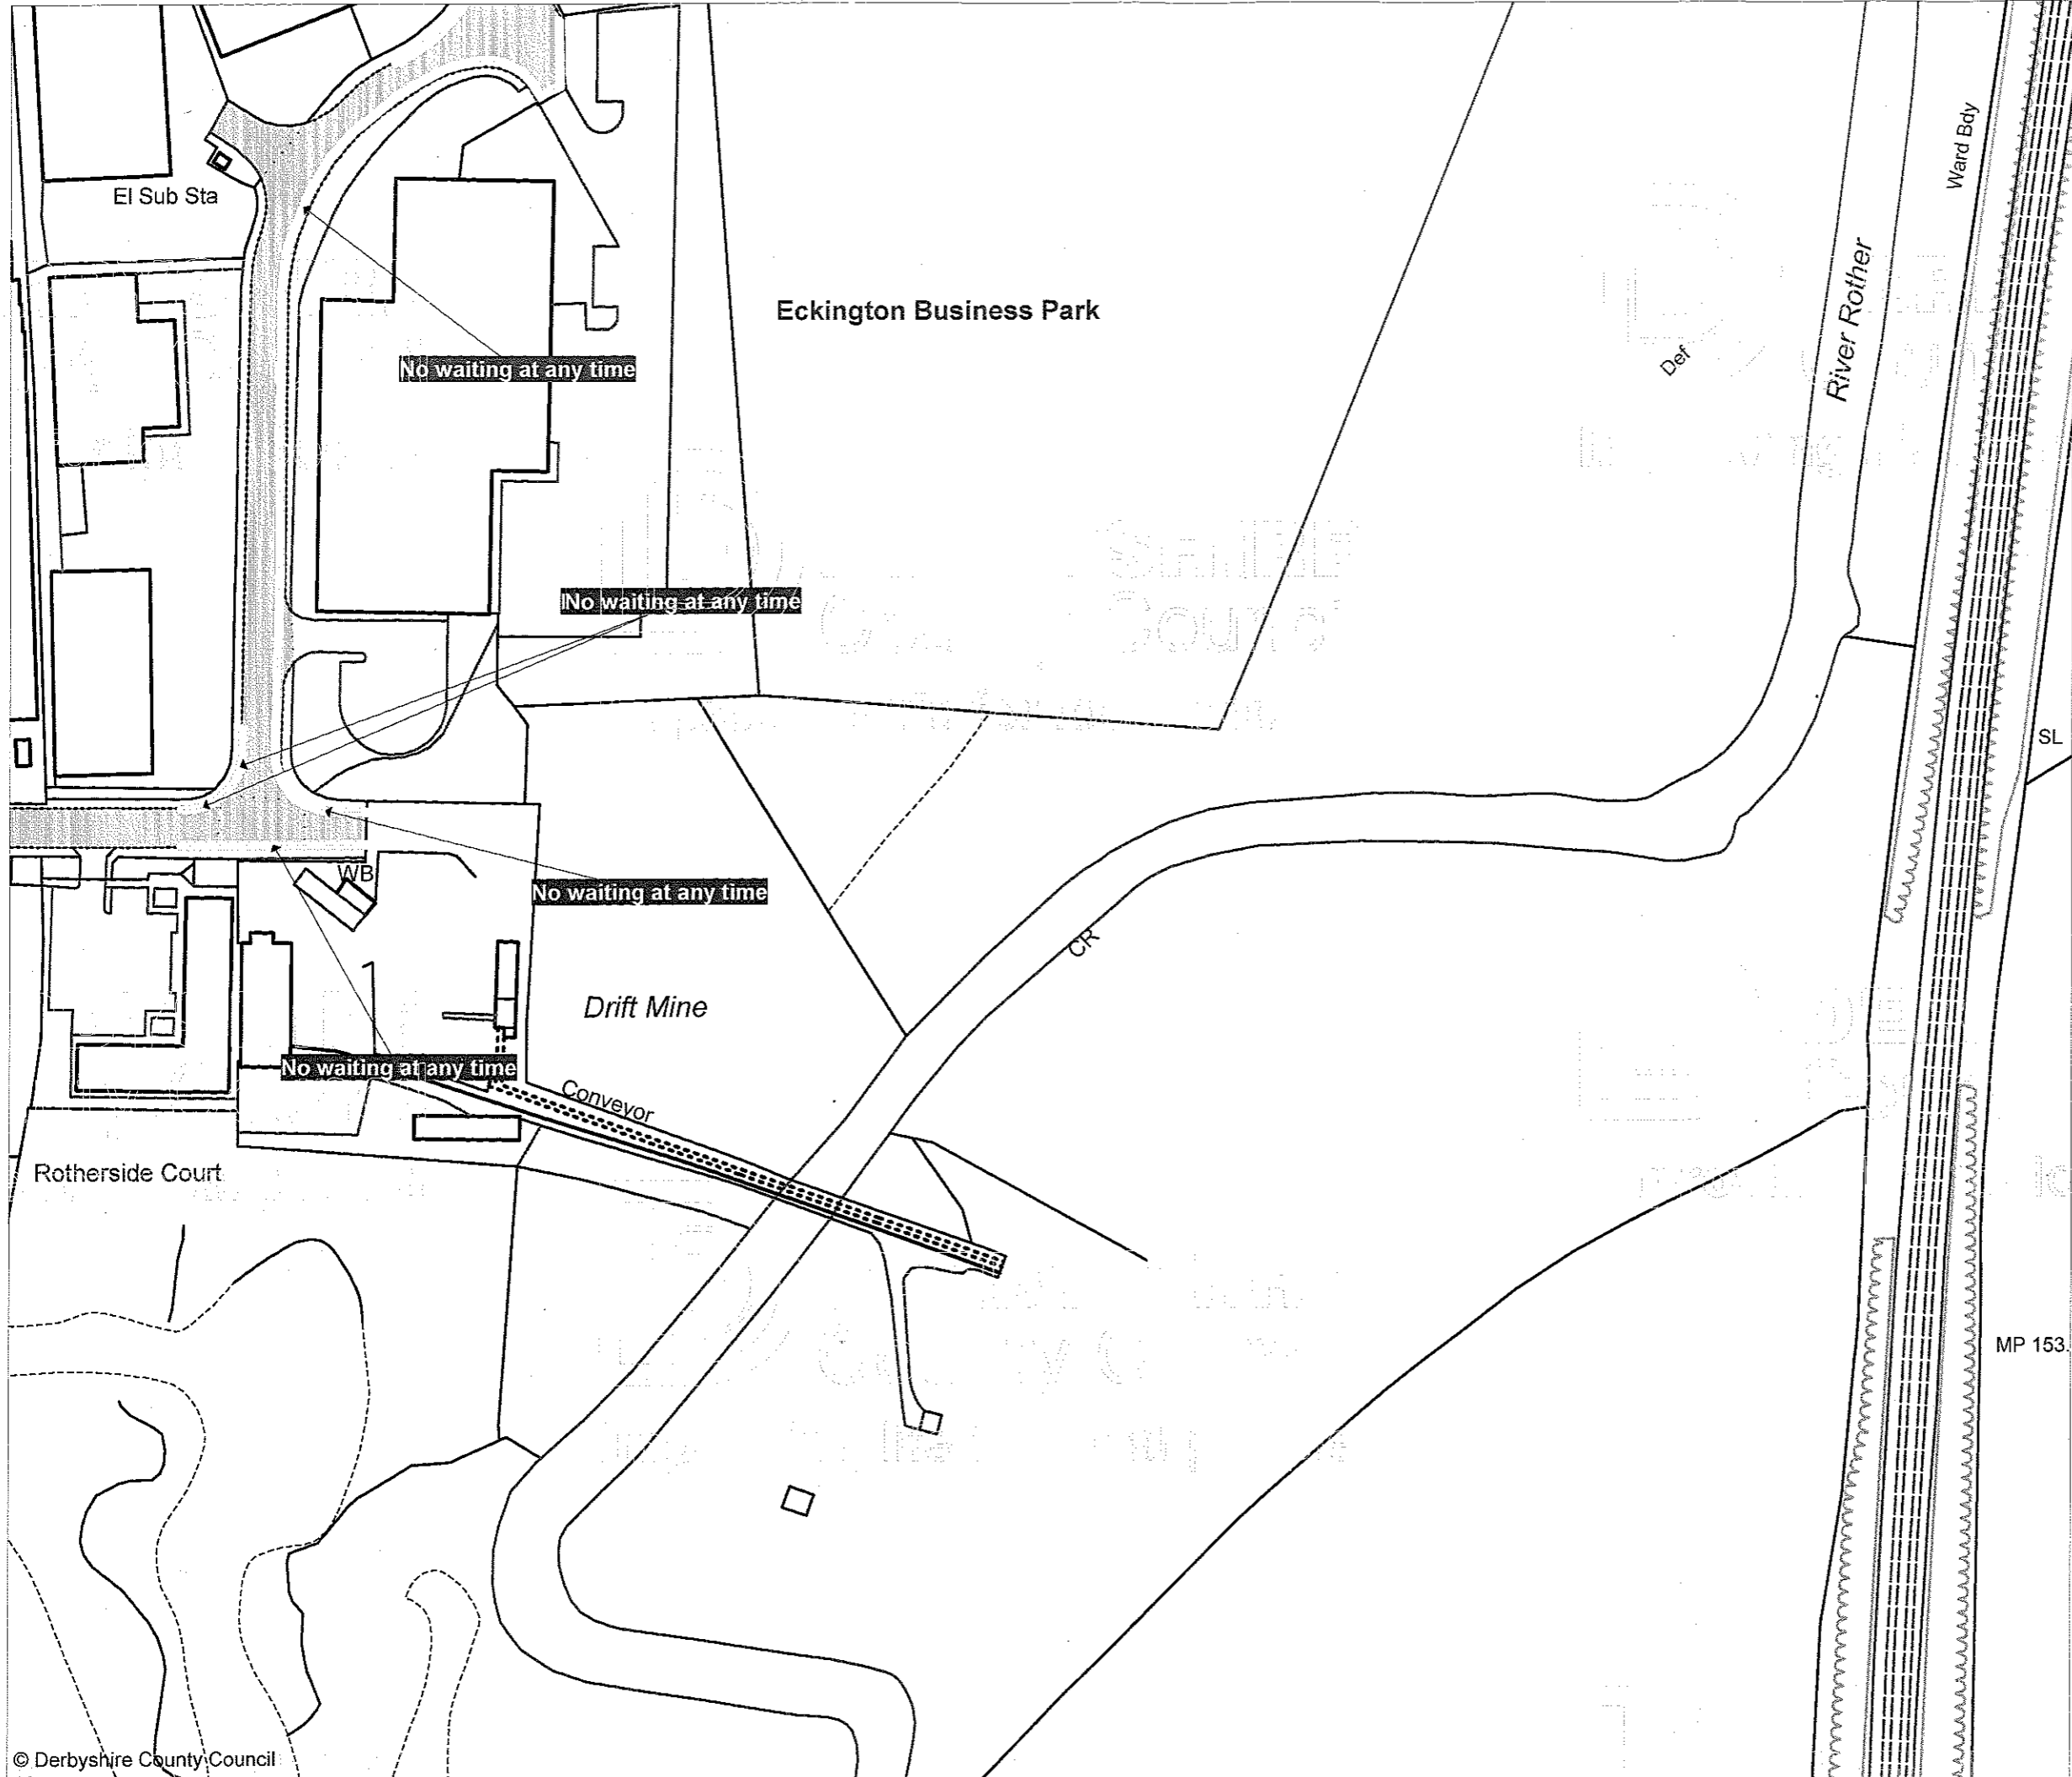 Ward Bdy
El Sub Sta
River Rother
Eckington Business Park
Def
No waiting at any time
No waiting at any time
SL
WB
No waiting at any time
CR
Drift Mine
No waiting at any time
Conveyor
Rotherside Court
MP 153.
© Derbyshire County Council